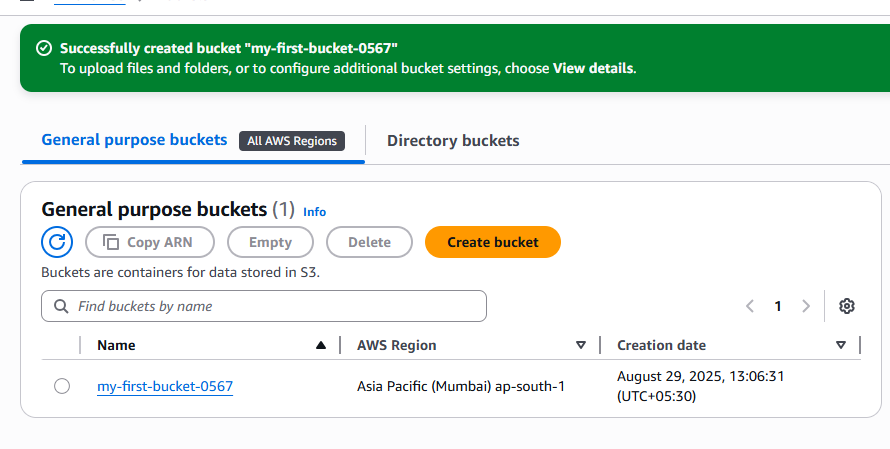 Successfully created bucket "my-first-bucket-0567"
To upload files and folders, or to configure additional bucket settings, choose View details.
General purpose buckets All AWS Regions Directory buckets
General purpose buckets (1) Info
Copy ARN Empty Delete Create bucket
Buckets are containers for data stored in S3.
Find buckets by name 1
Name AWS Region Creation date
my-first-bucket-0567 Asia Pacific (Mumbai) ap-south-1 August 29, 2025, 13:06:31
(UTC+05:30)